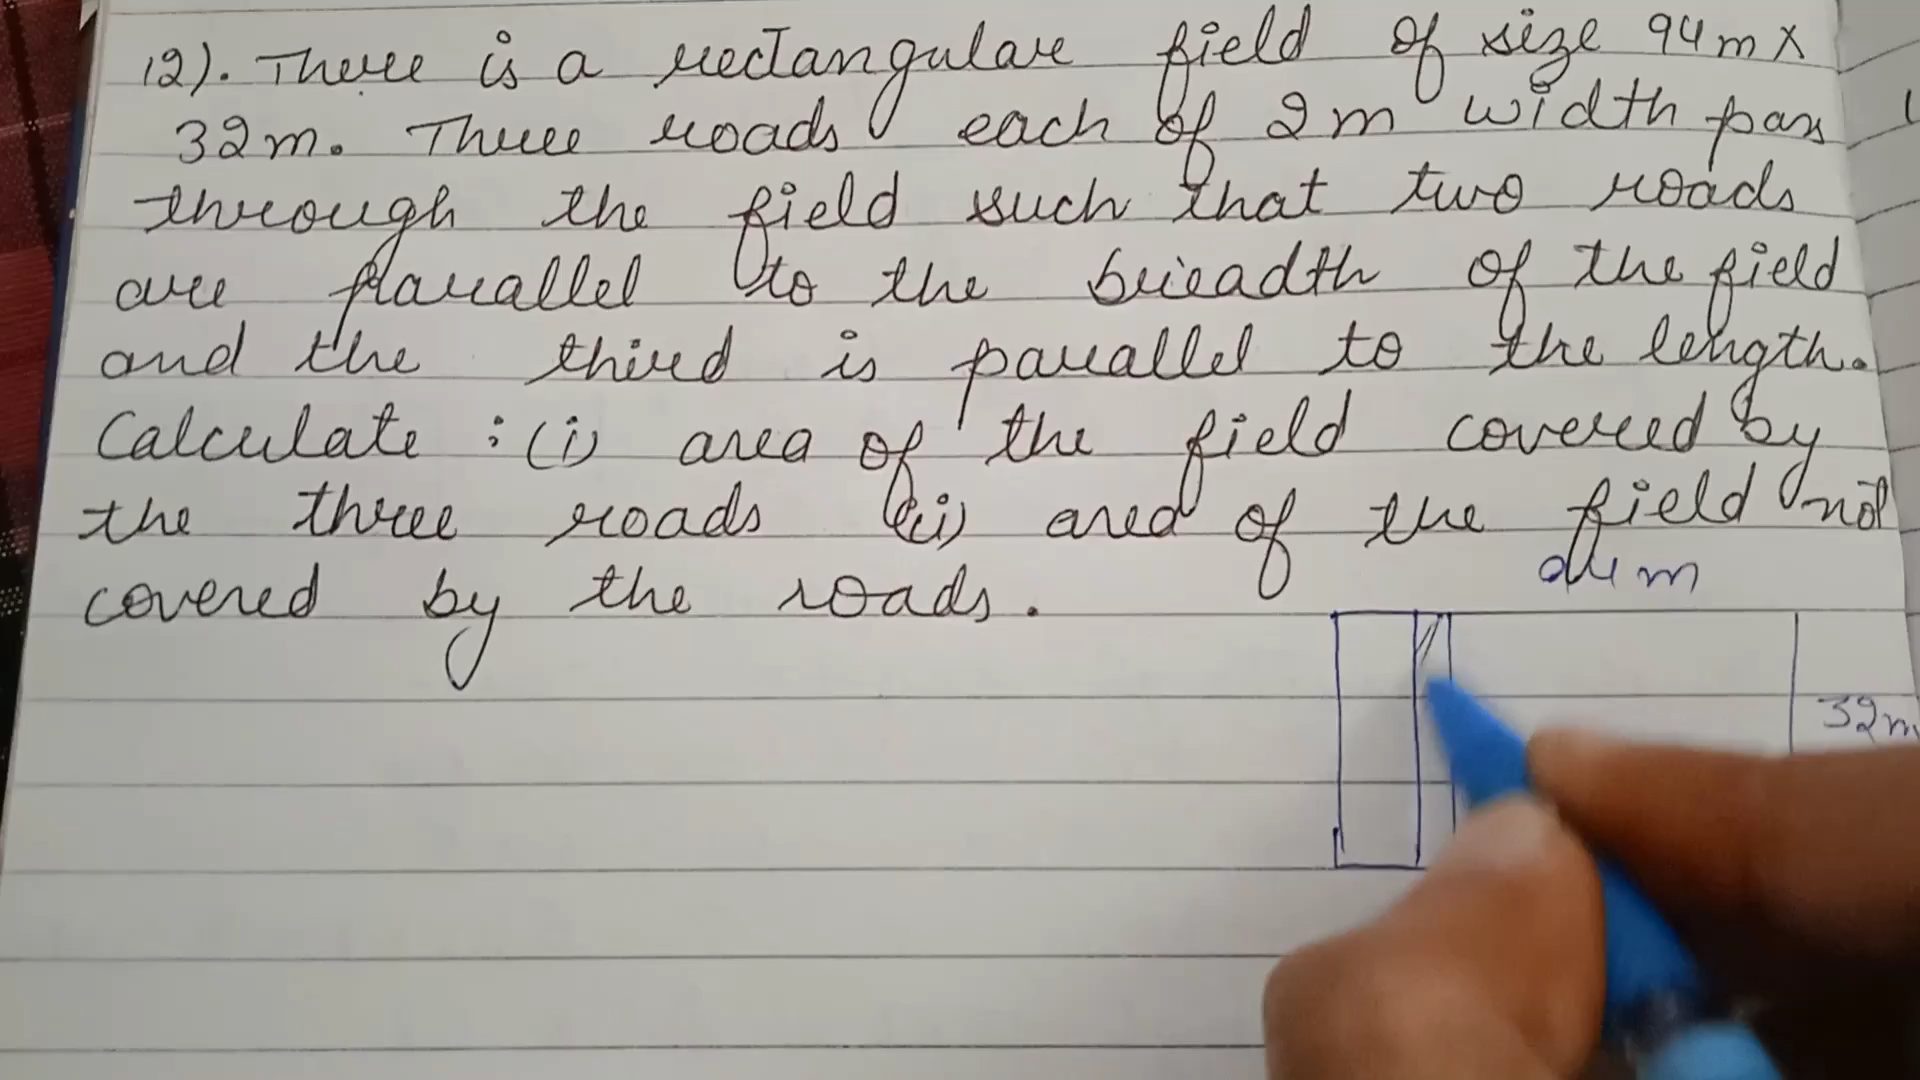 12). There is a rectangular field of size 94m x
32m. Three roads each of 2m width pass
through the field such that two roads
are parallel to the breadth of the field
and the third is parallel to the length.
Calculate : (i) area of the field covered by
the three roads (ii) area of the field not
covered by the roads.
32m